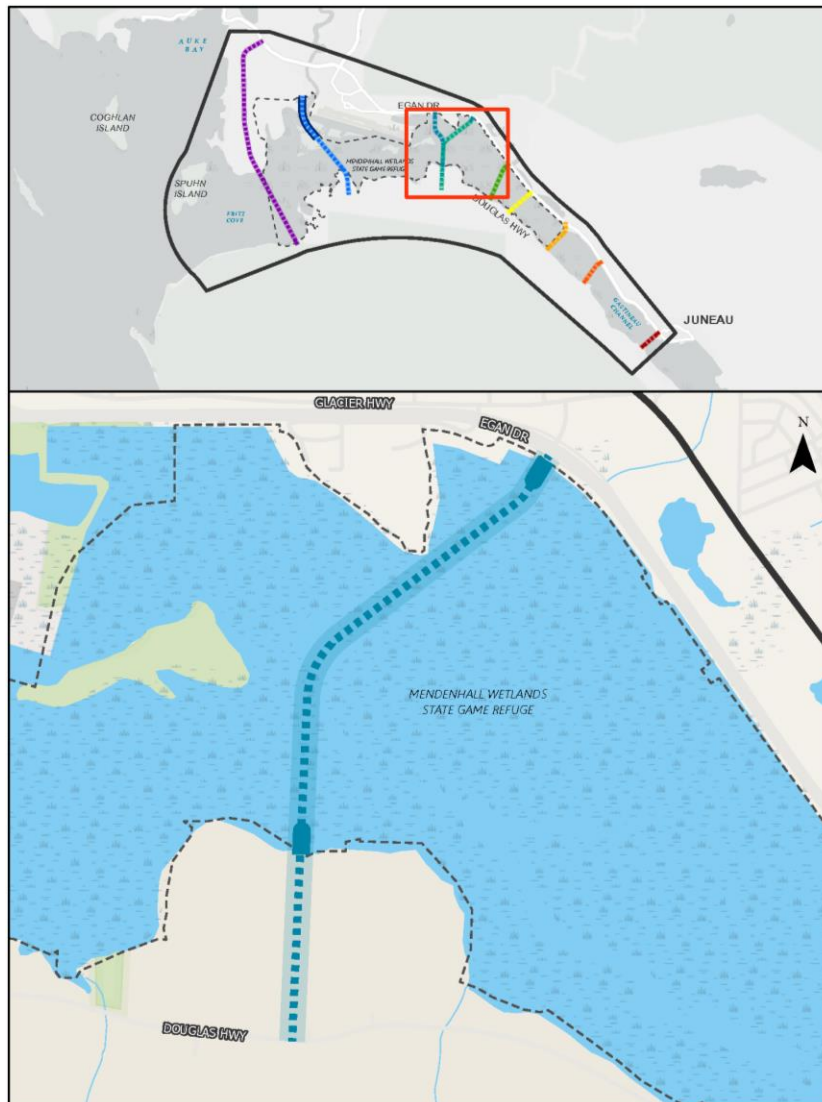 AUKE
BAY
COGHLAN
ISLAND
EGAN DR
MENDENHALL WETLANDS
STATE GAME REFUGE
SPUHN
ISLAND
FRITZ
COVE
DOUGLAS HWY
GASTINEAU
CHANNEL
JUNEAU
GLACIER HWY
EGAN DR
N
MENDENHALL WETLANDS
STATE GAME REFUGE
DOUGLAS HWY